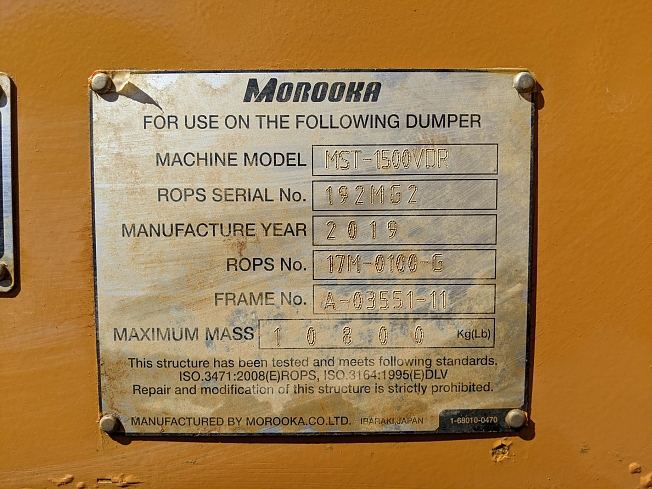 MOROOKA
FOR USE ON THE FOLLOWING DUMPER
MACHINE MODEL MST-1500VDR
ROPS SERIAL No. 192MG2
MANUFACTURE YEAR 2019
ROPS No. 17M-0100-G
FRAME No. A-03551-11
MAXIMUM MASS 10800 Kg(Lb)
This structure has been tested and meets following standards.
ISO.3471:2008(E)ROPS, ISO.3164:1995(E)DLV
Repair and modification of this structure is strictly prohibited.
MANUFACTURED BY MOROOKA.CO.LTD. IBARAKI,JAPAN 1-68010-0470